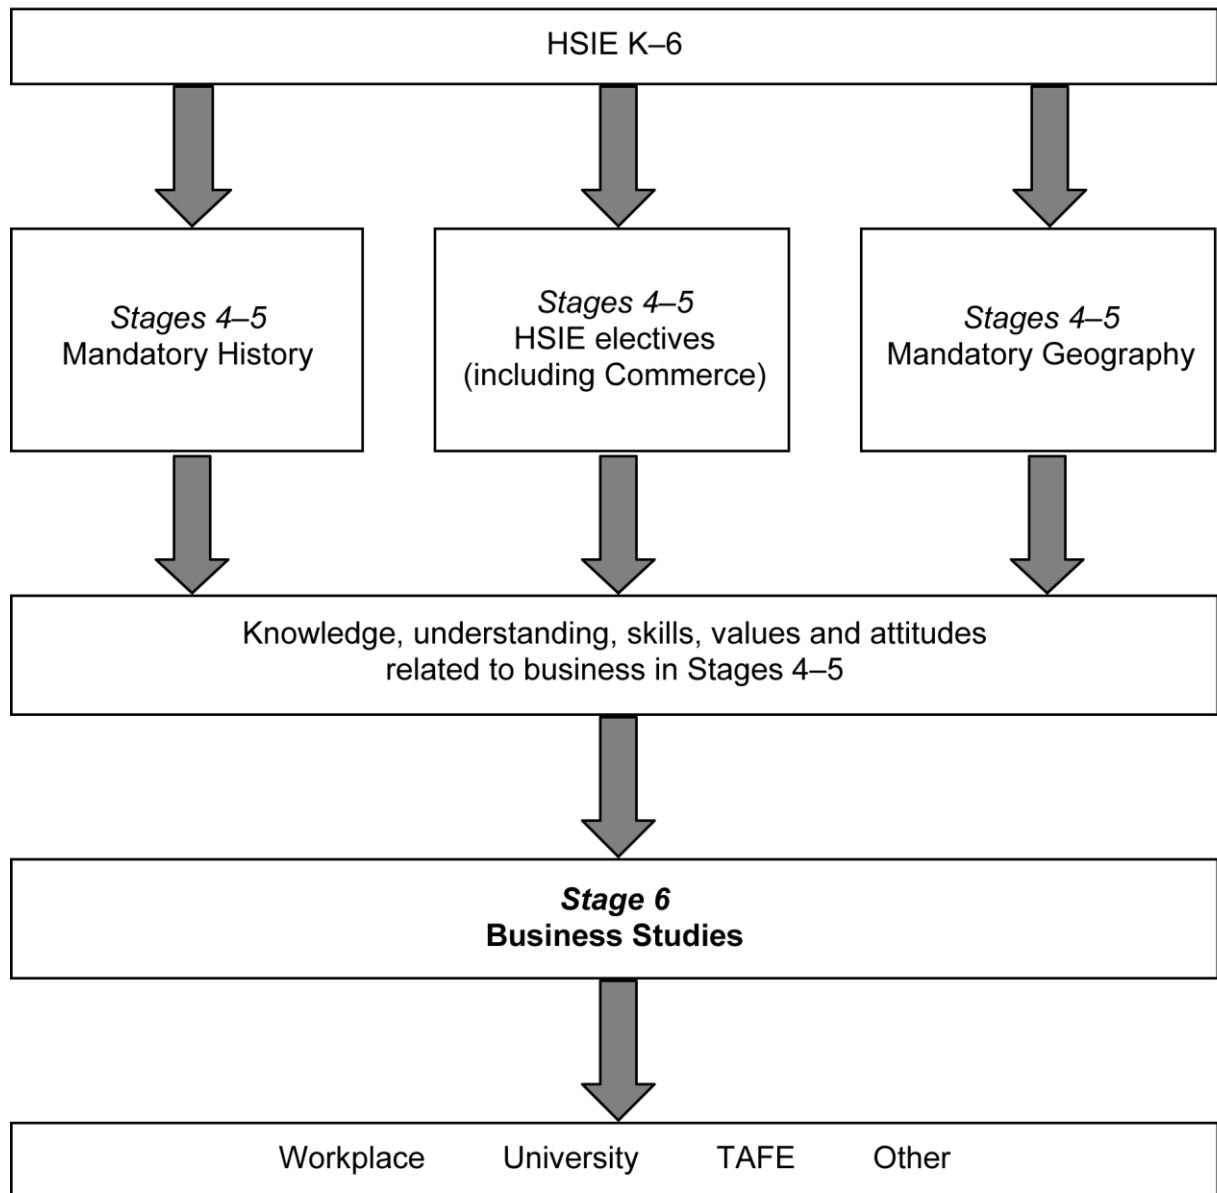 HSIE K–6
Stages 4–5
Mandatory History
Stages 4–5
HSIE electives
(including Commerce)
Stages 4–5
Mandatory Geography
Knowledge, understanding, skills, values and attitudes
related to business in Stages 4–5
Stage 6
Business Studies
Workplace University TAFE Other